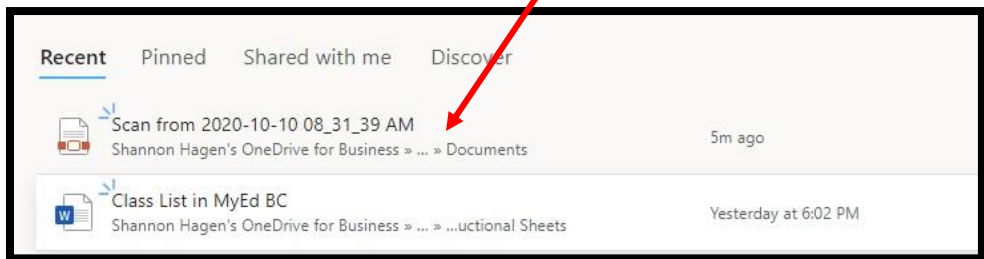 Recent Pinned Shared with me Discover
Scan from 2020-10-10 08_31_39 AM
Shannon Hagen's OneDrive for Business » ... » Documents
5m ago
W
Class List in MyEd BC
Shannon Hagen's OneDrive for Business » ... » ...uctional Sheets
Yesterday at 6:02 PM